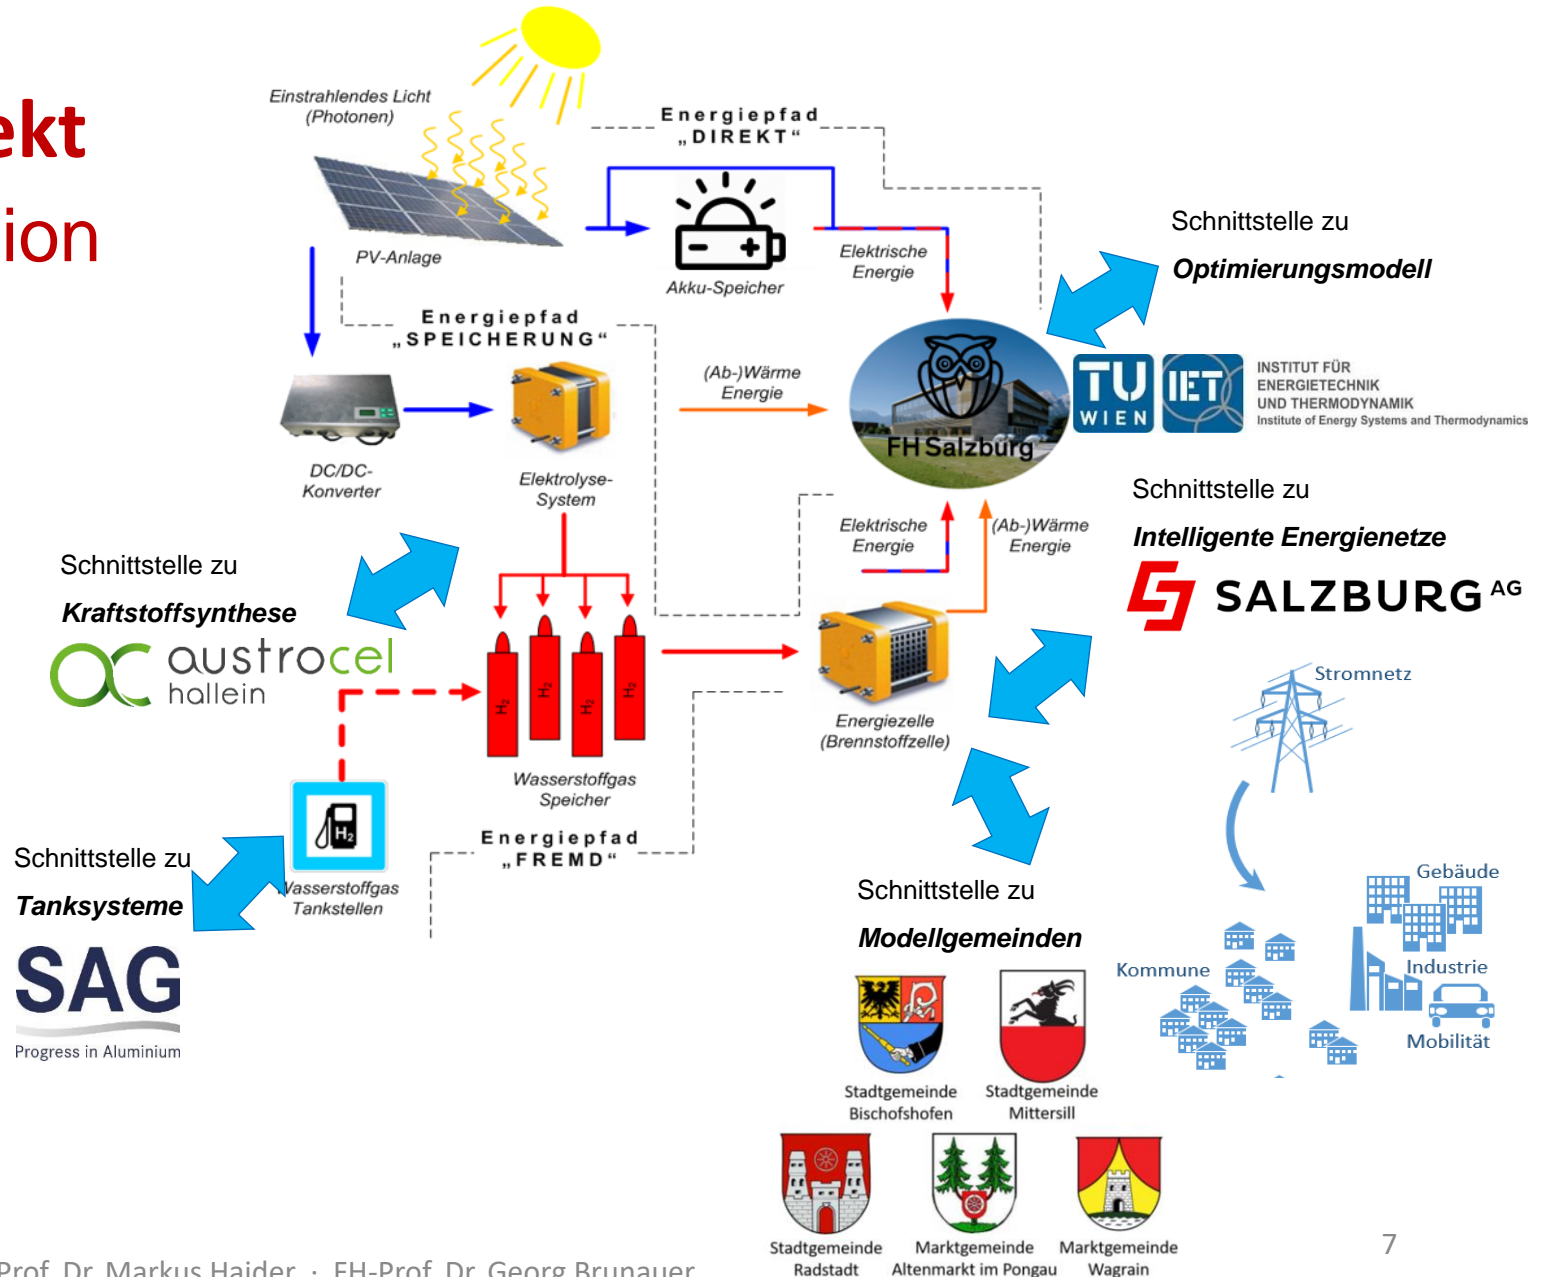 ekt
ion
Einstrahlendes Licht
(Photonen)
Energiepfad
„DIREKT“
PV-Anlage
Akku-Speicher
Elektrische
Energie
Schnittstelle zu
Optimierungsmodell
Energiepfad
„SPEICHERUNG“
(Ab-)Wärme
Energie
FH Salzburg
TU
WIEN
IET
INSTITUT FÜR
ENERGIETECHNIK
UND THERMODYNAMIK
Institute of Energy Systems and Thermodynamics
DC/DC-
Konverter
Elektrolyse-
System
Schnittstelle zu
Intelligente Energienetze
SALZBURG AG
Elektrische
Energie
(Ab-)Wärme
Energie
Schnittstelle zu
Kraftstoffsynthese
austrocel
hallein
H2
H2
H2
H2
Wasserstoffgas
Speicher
Energiezelle
(Brennstoffzelle)
Stromnetz
H2
Wasserstoffgas
Tankstellen
Energiepfad
„FREMD“
Schnittstelle zu
Tanksysteme
SAG
Progress in Aluminium
Schnittstelle zu
Modellgemeinden
Gebäude
Kommune
Industrie
Mobilität
Stadtgemeinde
Bischofshofen
Stadtgemeinde
Mittersill
Stadtgemeinde
Radstadt
Marktgemeinde
Altenmarkt im Pongau
Marktgemeinde
Wagrain
7
Prof. Dr. Markus Haider · FH-Prof. Dr. Georg Brunauer